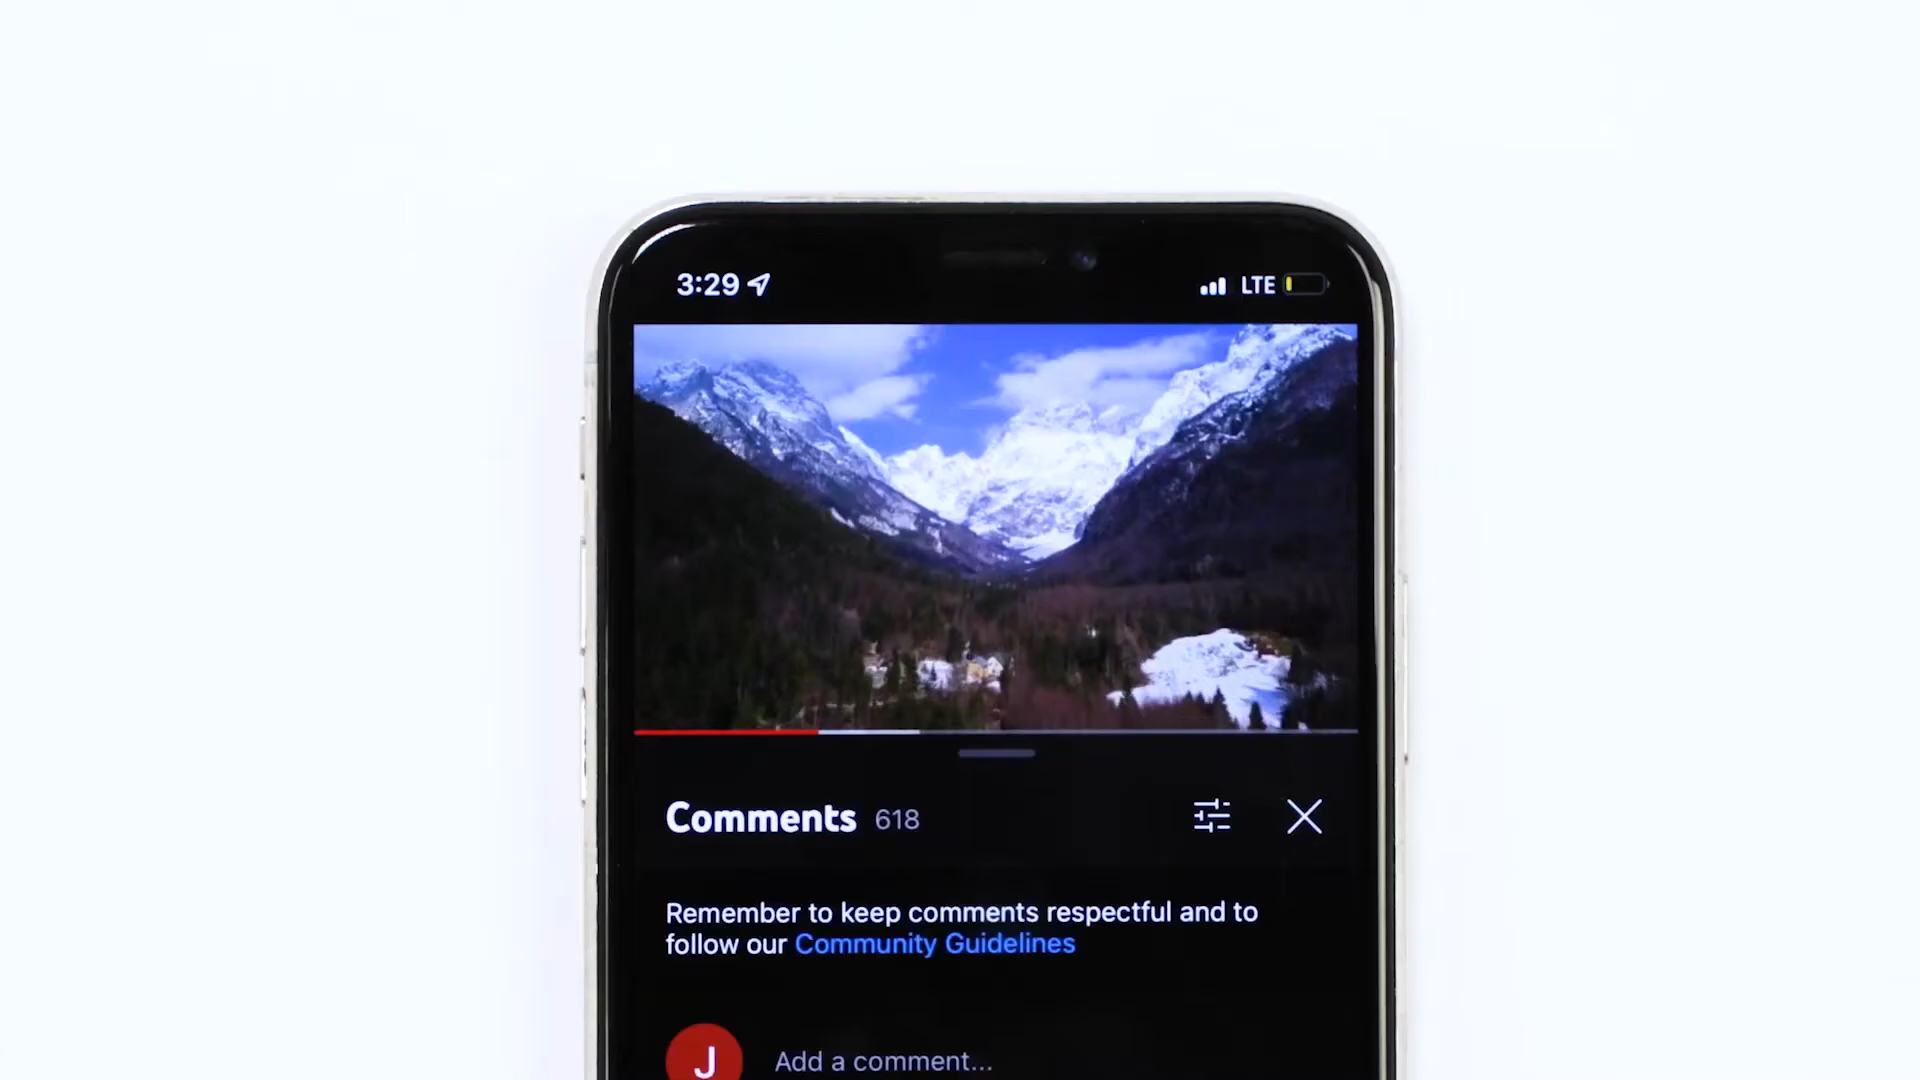 3:29
LTE
Comments 618
Remember to keep comments respectful and to
follow our Community Guidelines
J
Add a comment...